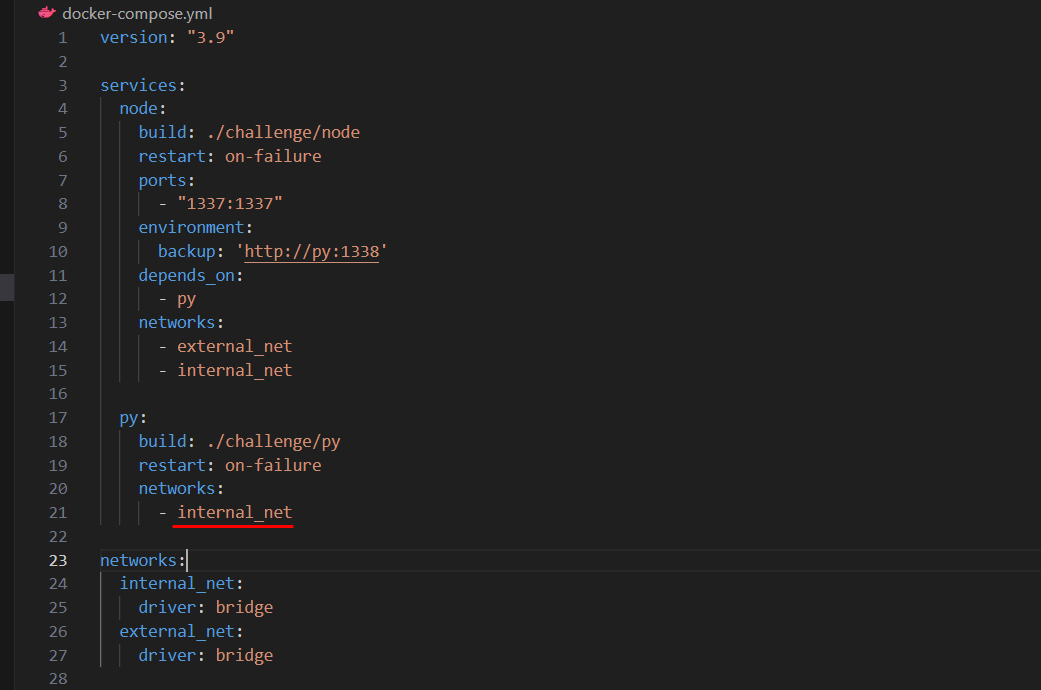 docker-compose.yml
1 version: "3.9"
2
3 services:
4   node:
5     build: ./challenge/node
6     restart: on-failure
7     ports:
8       - "1337:1337"
9     environment:
10       backup: 'http://py:1338'
11     depends_on:
12       - py
13     networks:
14       - external_net
15       - internal_net
16
17   py:
18     build: ./challenge/py
19     restart: on-failure
20     networks:
21       - internal_net
22
23 networks:
24   internal_net:
25     driver: bridge
26   external_net:
27     driver: bridge
28